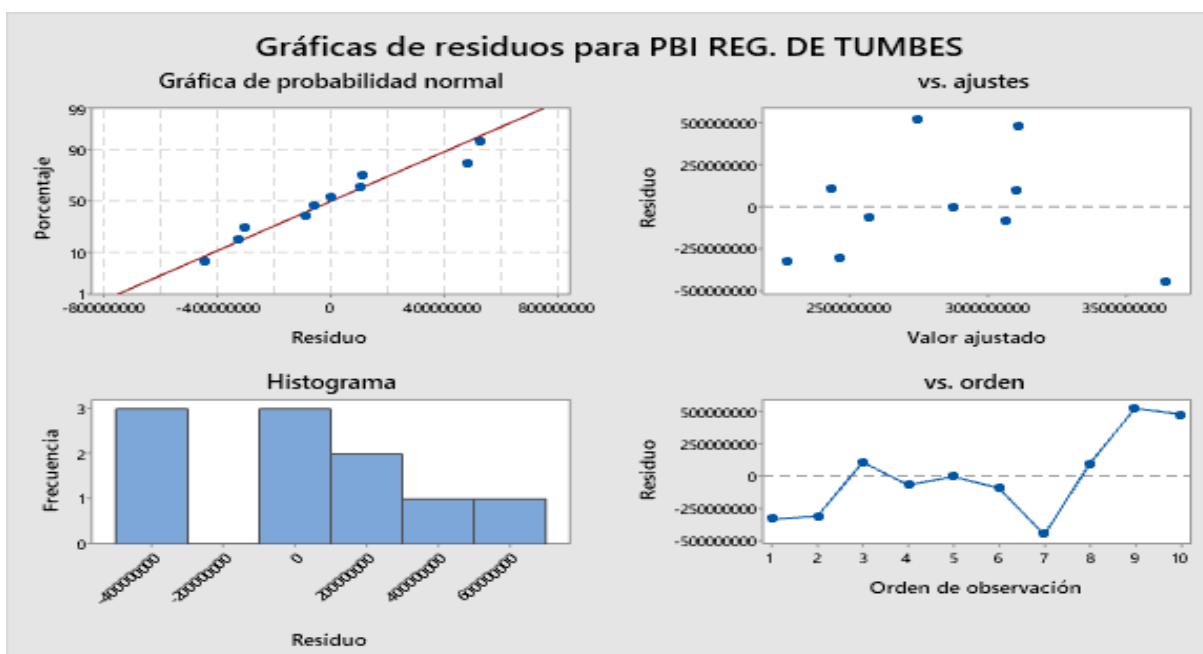 Gráficas de residuos para PBI REG. DE TUMBES
Gráfica de probabilidad normal
99
90
50
10
1
Porcentaje
-800000000 -400000000 0 400000000 800000000
Residuo
vs. ajustes
500000000
250000000
0
-250000000
-500000000
Residuo
2500000000 3000000000 3500000000
Valor ajustado
Histograma
3
2
1
0
Frecuencia
-400000000 -200000000 0 200000000 400000000 600000000
Residuo
vs. orden
500000000
250000000
0
-250000000
-500000000
Residuo
1 2 3 4 5 6 7 8 9 10
Orden de observación